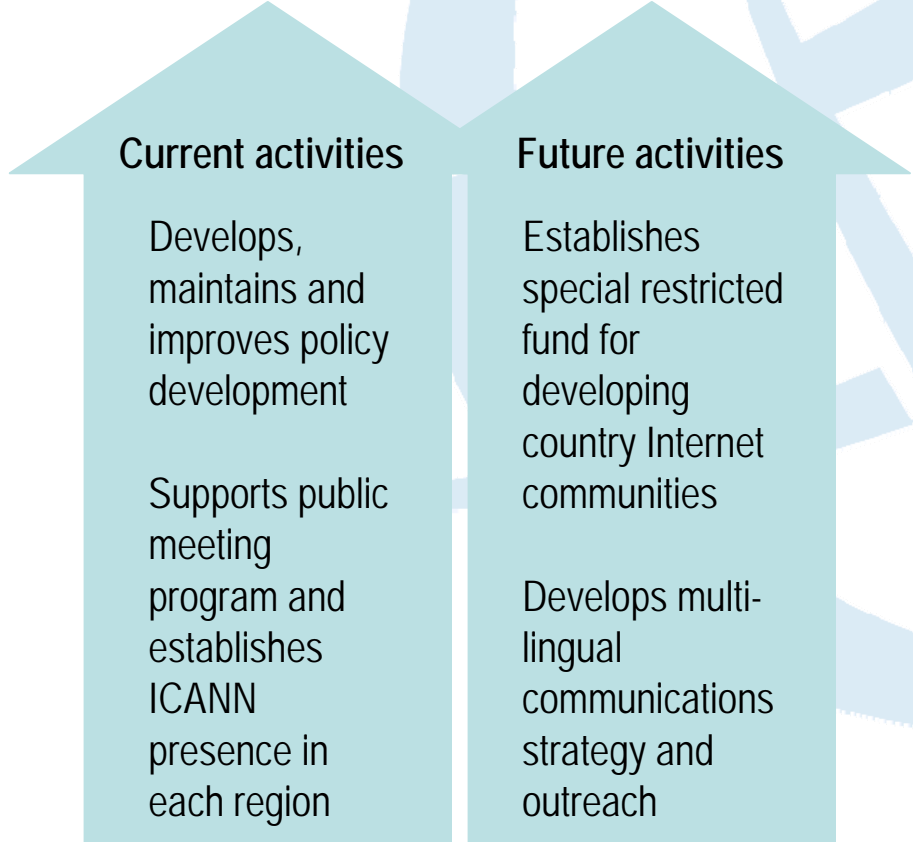 Current activities
Develops,
maintains and
improves policy
development
Supports public
meeting
program and
establishes
ICANN
presence in
each region
Future activities
Establishes
special restricted
fund for
developing
country Internet
communities
Develops multi-
lingual
communications
strategy and
outreach